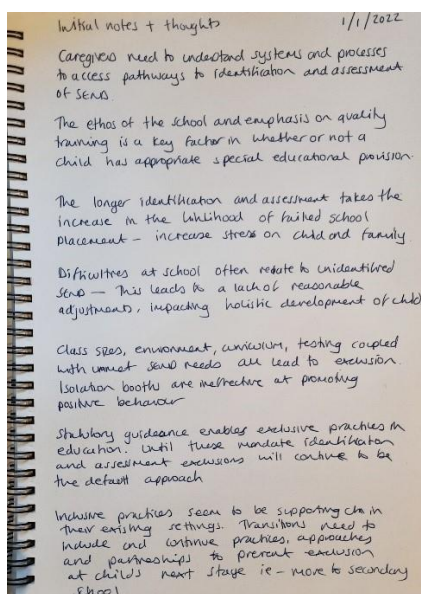 Initial notes + thoughts 1/1/2022
Caregivers need to understand systems and processes
to access pathways to identification and assessment
of SEND.
The ethos of the school and emphasis on quality
training is a key factor in whether or not a
child has appropriate special educational provision.
The longer identification and assessment takes the
increase in the liklihood of failed school
placement – increase stress on child and family
Difficultires at school often relate to unidentified
SEND – This leads to a lack of reasonable
adjustments, impacting holistic development of child
Class sizes, environment, curriculum, testing coupled
with unmet SEND needs all lead to exclusion.
Isolation booths are ineffective at promoting
positive behaviour
Statutory guideance enables exclusive practices in
education. Until these mandate identification
and assessment exclusions will continue to be
the default approach
Inclusive practices seem to be supporting chn in
their existing settings. Transitions need to
include and continue practices, approaches
and partnerships to prevent exclusion
at childs next stage ie – move to secondary
school